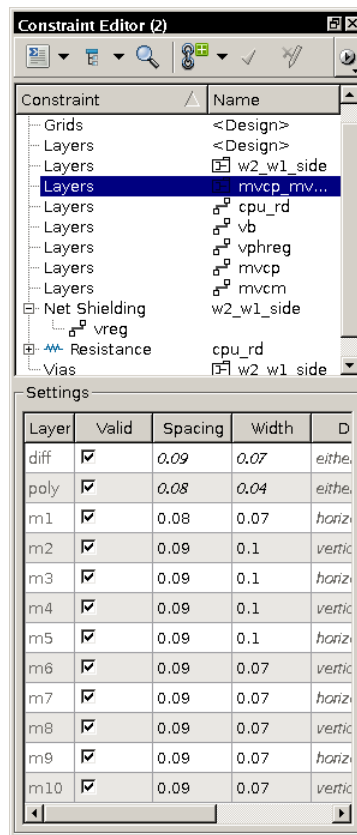 Constraint Editor (2)
Constraint Name
Grids <Design>
Layers <Design>
Layers w2_w1_side
Layers mvcp_mv...
Layers cpu_rd
Layers vb
Layers vphreg
Layers mvcp
Layers mvcm
Net Shielding w2_w1_side
vreg
Resistance cpu_rd
Vias w2 w1 side
Settings
Layer Valid Spacing Width D
diff 0.09 0.07 eithe
poly 0.08 0.04 eithe
m1 0.08 0.07 horiz
m2 0.09 0.1 vertic
m3 0.09 0.1 horiz
m4 0.09 0.1 vertic
m5 0.09 0.1 horiz
m6 0.09 0.07 vertic
m7 0.09 0.07 horiz
m8 0.09 0.07 vertic
m9 0.09 0.07 horiz
m10 0.09 0.07 vertic